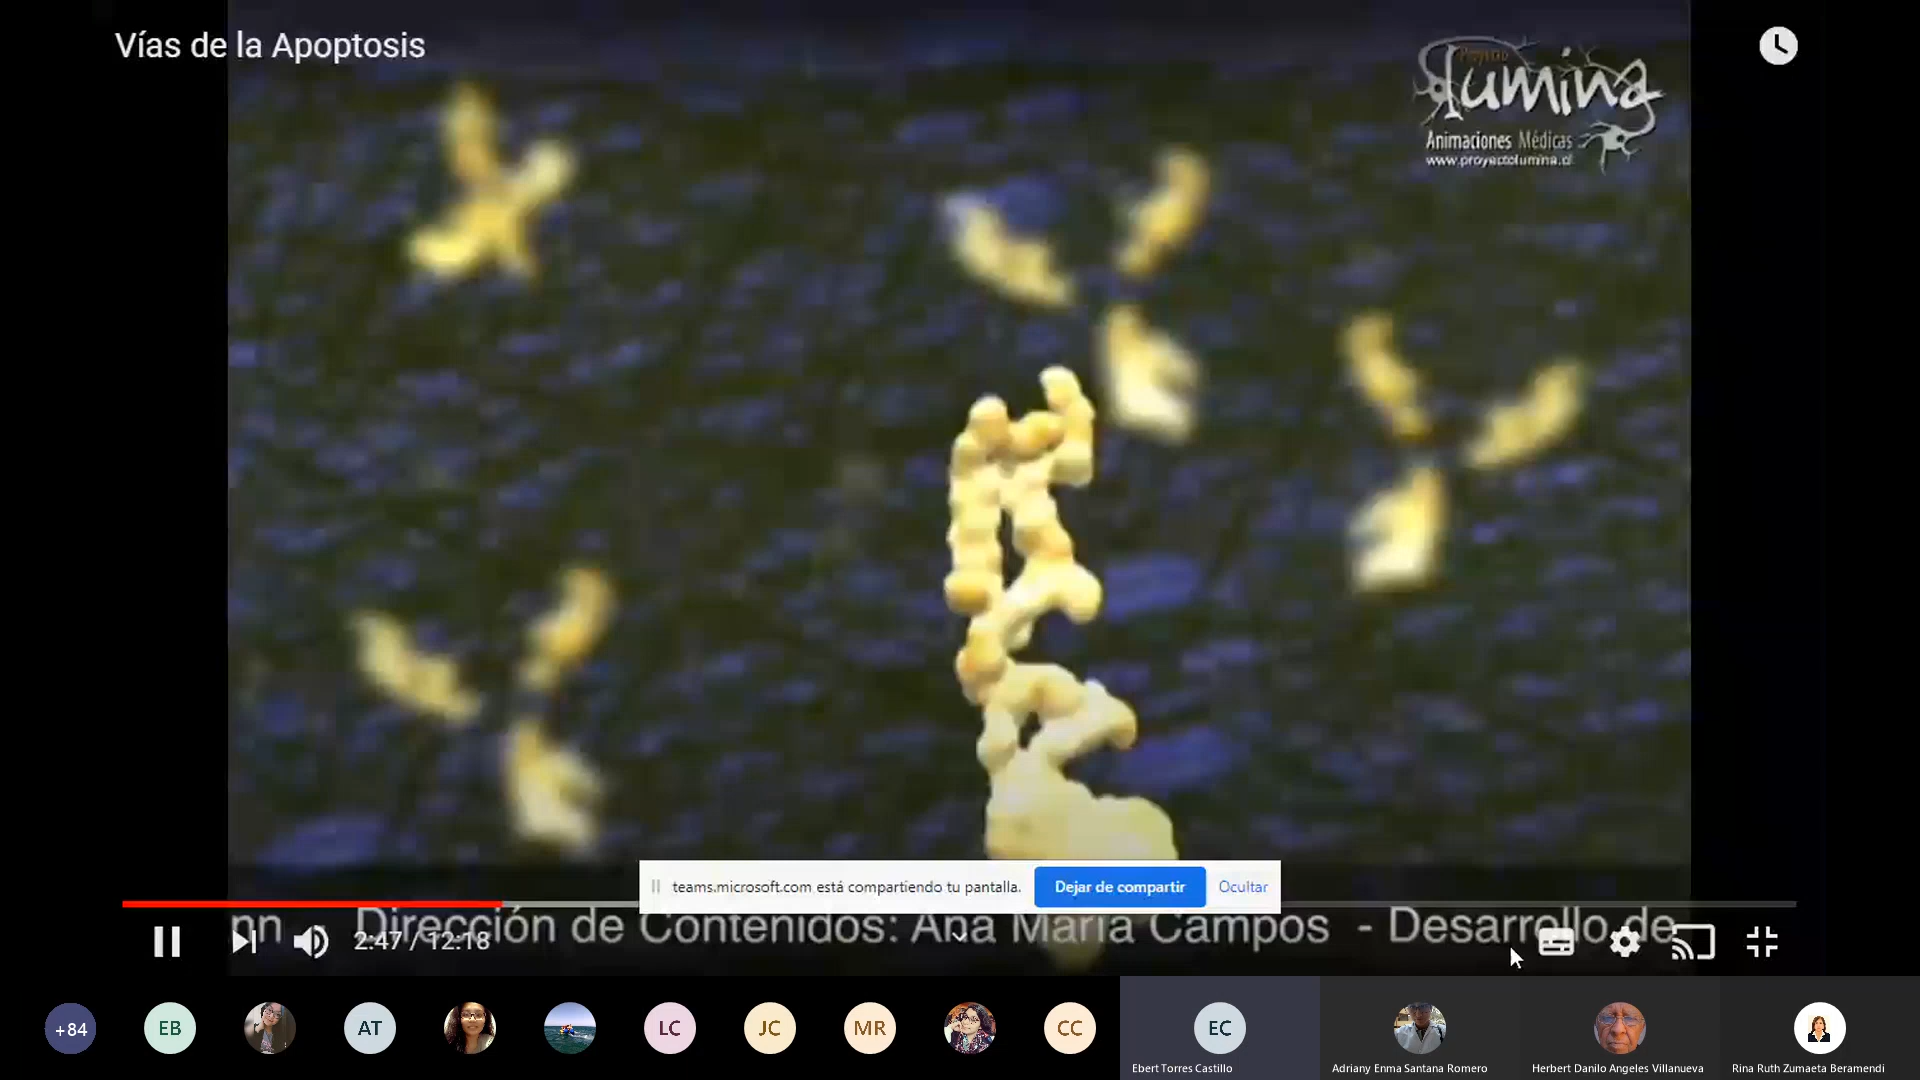 Vías de la Apoptosis
Proyecto
lumina
Animaciones Médicas
www.proyectolumina.cl
teams.microsoft.com está compartiendo tu pantalla.
Dejar de compartir
Ocultar
nn - Dirección de Contenidos: Ana María Campos - Desarrollo de
2:47 / 12:18
+84
EB
AT
LC
JC
MR
CC
EC
Ebert Torres Castillo
Adriany Enma Santana Romero
Herbert Danilo Angeles Villanueva
Rina Ruth Zumaeta Beramendi